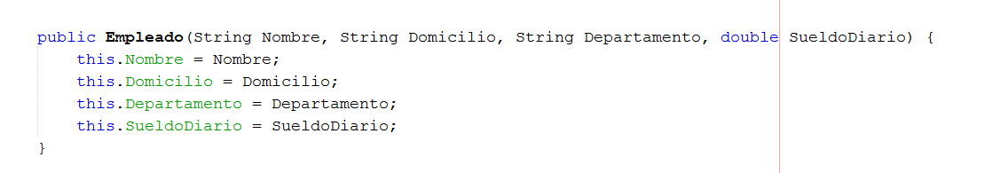 public Empleado(String Nombre, String Domicilio, String Departamento, double SueldoDiario) {
    this.Nombre = Nombre;
    this.Domicilio = Domicilio;
    this.Departamento = Departamento;
    this.SueldoDiario = SueldoDiario;
}